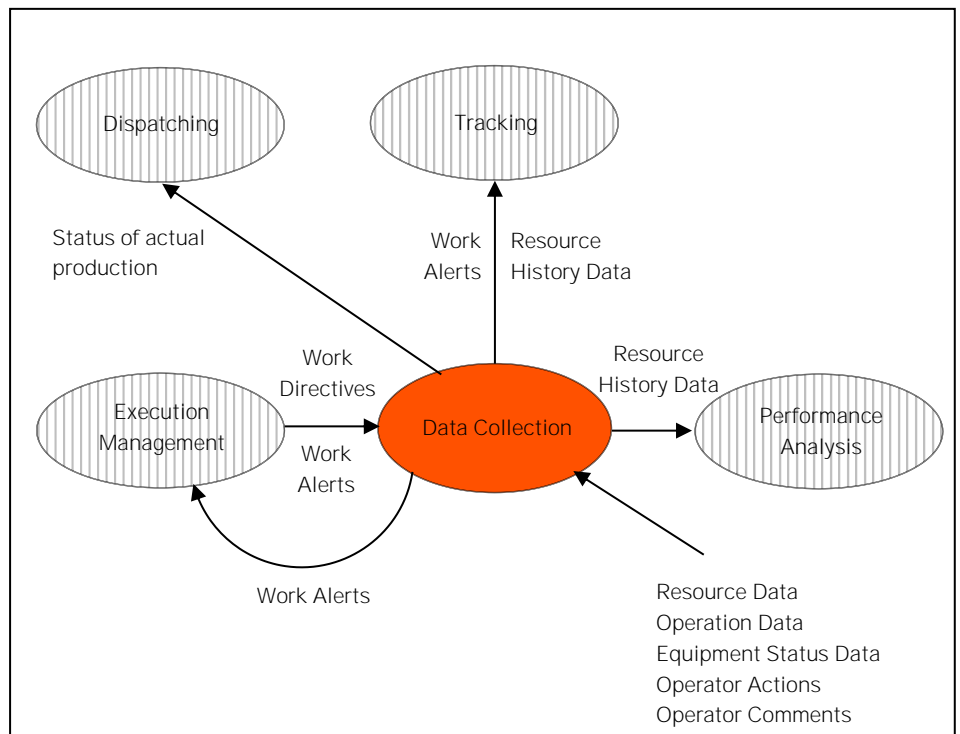 Dispatching
Tracking
Status of actual
production
Work
Alerts
Resource
History Data
Work
Directives
Resource
History Data
Execution
Management
Data Collection
Performance
Analysis
Work
Alerts
Work Alerts
Resource Data
Operation Data
Equipment Status Data
Operator Actions
Operator Comments